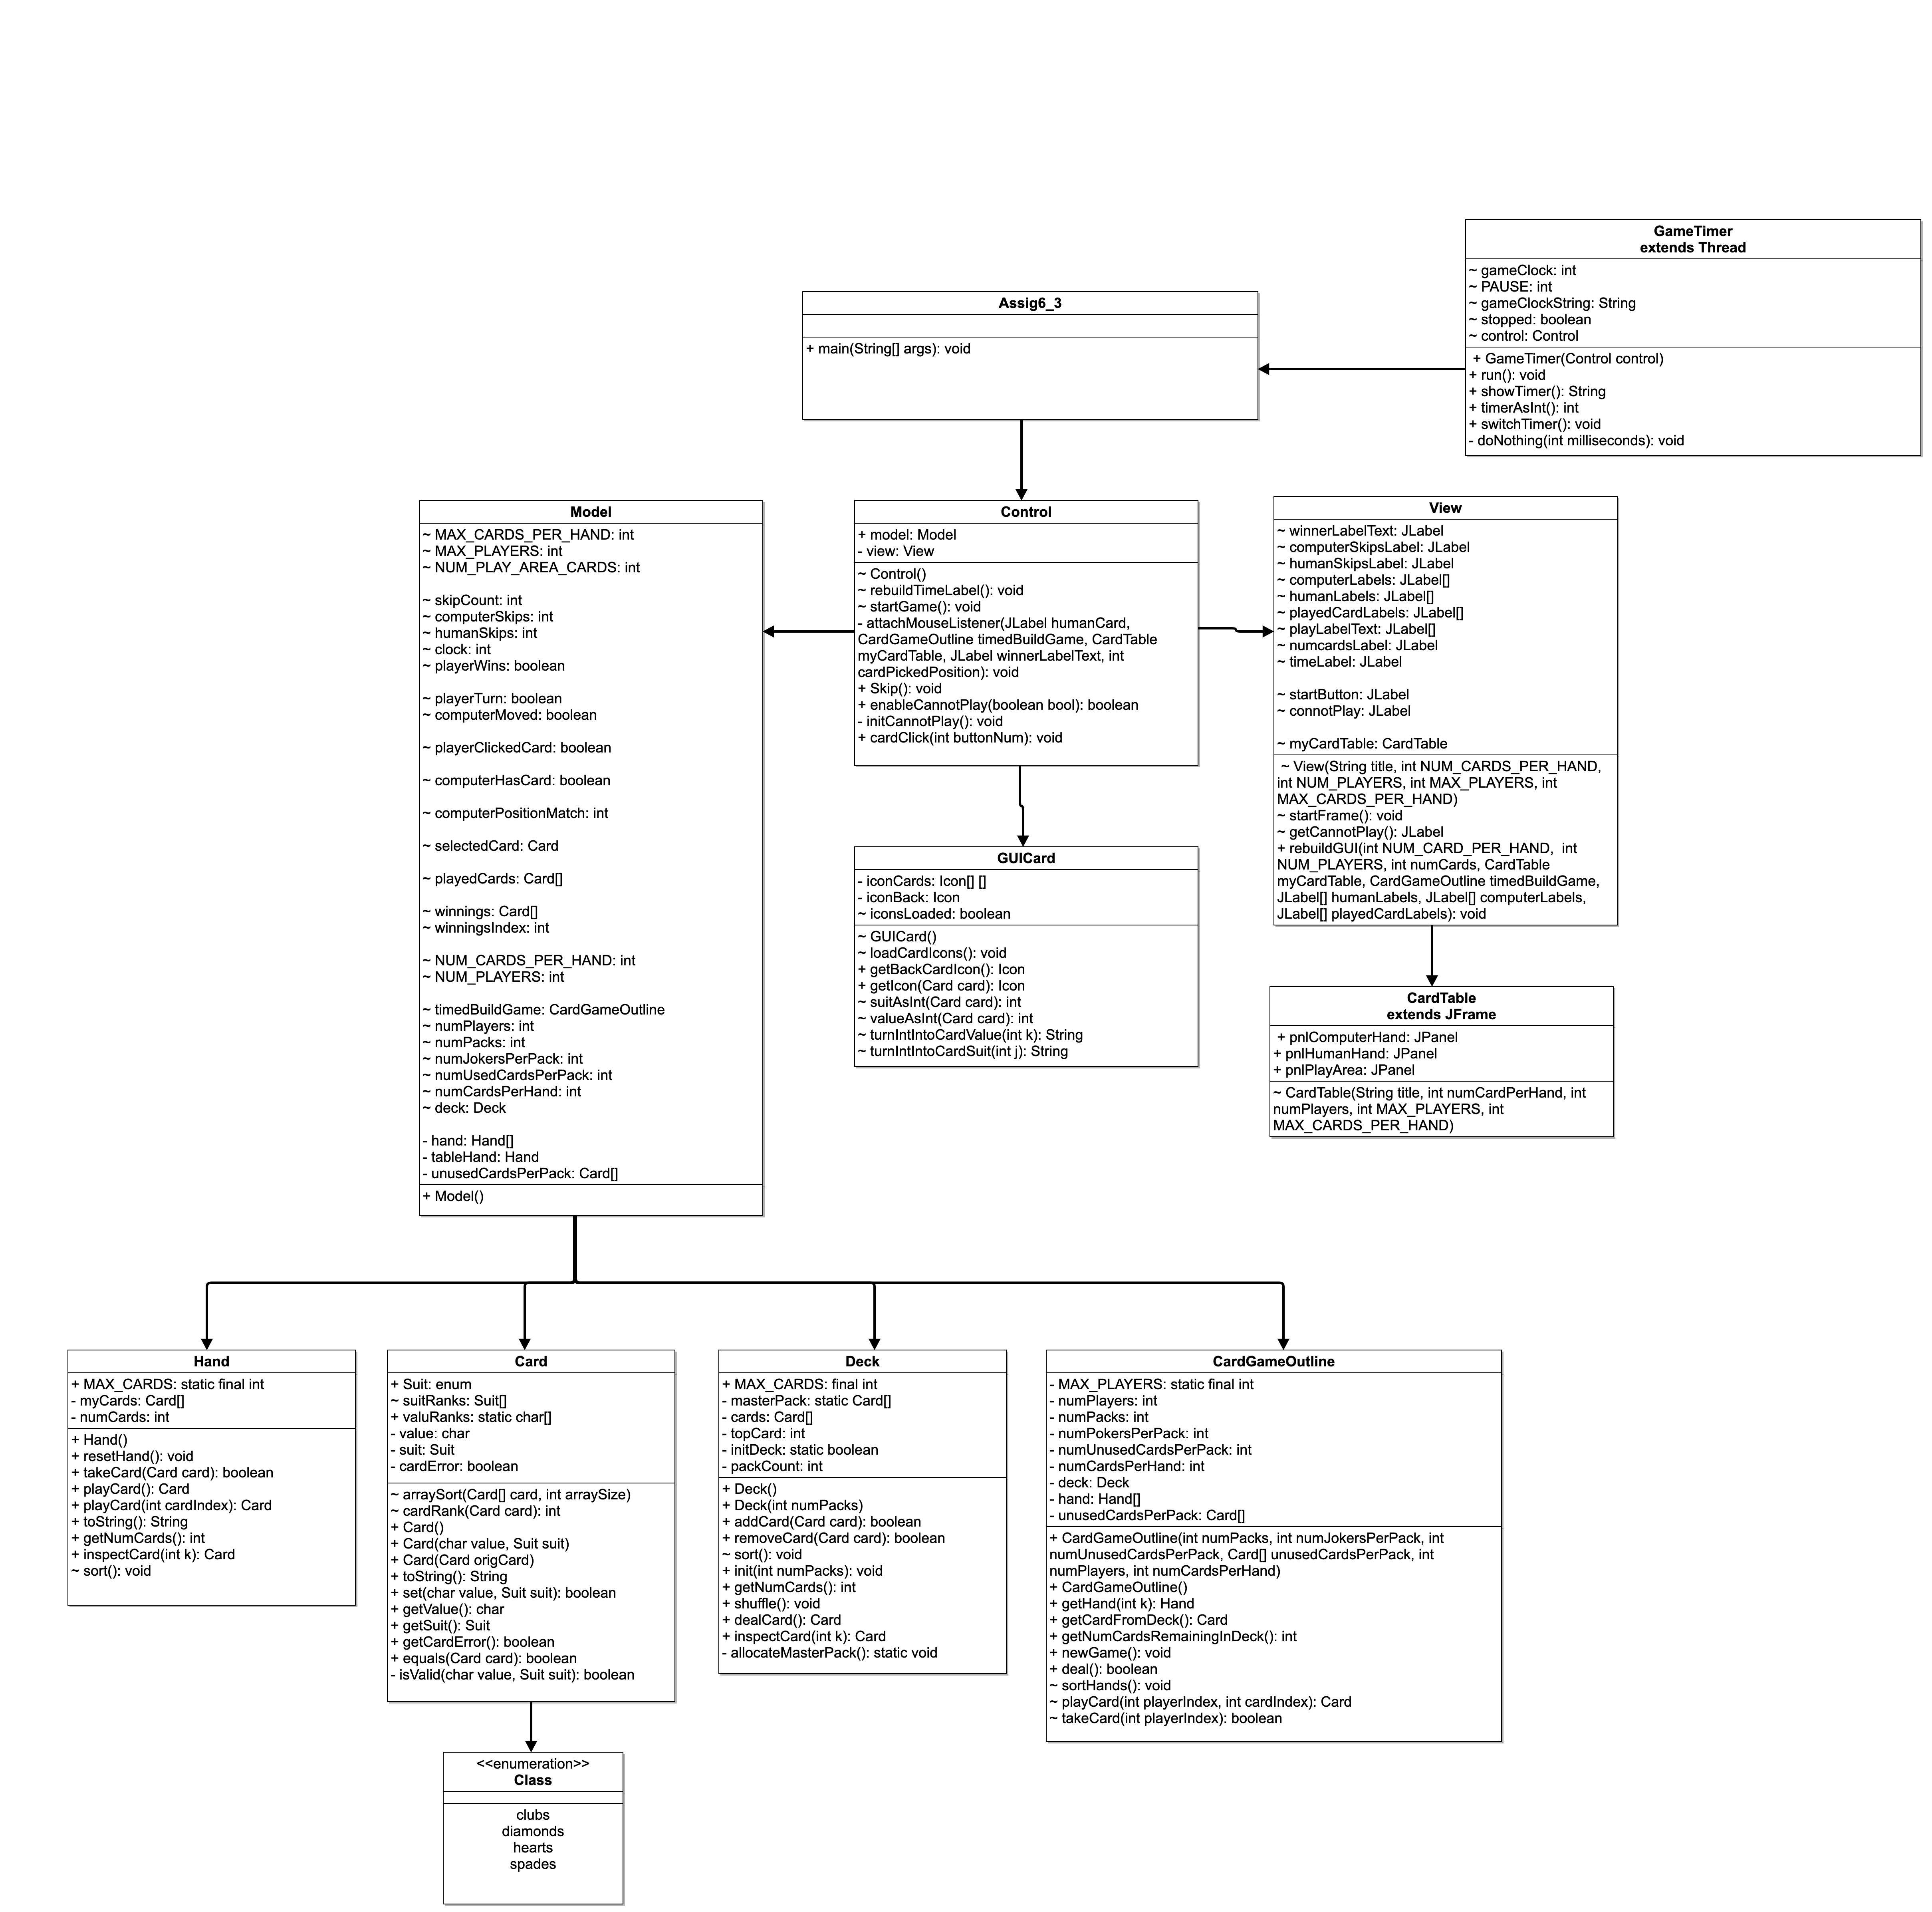 GameTimer
extends Thread
~ gameClock: int
~ PAUSE: int
~ gameClockString: String
~ stopped: boolean
~ control: Control
+ GameTimer(Control control)
+ run(): void
+ showTimer(): String
+ timerAsInt(): int
+ switchTimer(): void
- doNothing(int milliseconds): void
Assig6_3
+ main(String[] args): void
Model
~ MAX_CARDS_PER_HAND: int
~ MAX_PLAYERS: int
~ NUM_PLAY_AREA_CARDS: int
~ skipCount: int
~ computerSkips: int
~ humanSkips: int
~ clock: int
~ playerWins: boolean
~ playerTurn: boolean
~ computerMoved: boolean
~ playerClickedCard: boolean
~ computerHasCard: boolean
~ computerPositionMatch: int
~ selectedCard: Card
~ playedCards: Card[]
~ winnings: Card[]
~ winningsIndex: int
~ NUM_CARDS_PER_HAND: int
~ NUM_PLAYERS: int
~ timedBuildGame: CardGameOutline
~ numPlayers: int
~ numPacks: int
~ numJokersPerPack: int
~ numUsedCardsPerPack: int
~ numCardsPerHand: int
~ deck: Deck
- hand: Hand[]
- tableHand: Hand
- unusedCardsPerPack: Card[]
+ Model()
Control
+ model: Model
- view: View
~ Control()
~ rebuildTimeLabel(): void
~ startGame(): void
- attachMouseListener(JLabel humanCard,
CardGameOutline timedBuildGame, CardTable
myCardTable, JLabel winnerLabelText, int
cardPickedPosition): void
+ Skip(): void
+ enableCannotPlay(boolean bool): boolean
- initCannotPlay(): void
+ cardClick(int buttonNum): void
View
~ winnerLabelText: JLabel
~ computerSkipsLabel: JLabel
~ humanSkipsLabel: JLabel
~ computerLabels: JLabel[]
~ humanLabels: JLabel[]
~ playedCardLabels: JLabel[]
~ playLabelText: JLabel[]
~ numcardsLabel: JLabel
~ timeLabel: JLabel
~ startButton: JLabel
~ connotPlay: JLabel
~ myCardTable: CardTable
~ View(String title, int NUM_CARDS_PER_HAND,
int NUM_PLAYERS, int MAX_PLAYERS, int
MAX_CARDS_PER_HAND)
~ startFrame(): void
~ getCannotPlay(): JLabel
+ rebuildGUI(int NUM_CARD_PER_HAND,  int
NUM_PLAYERS, int numCards, CardTable
myCardTable, CardGameOutline timedBuildGame,
JLabel[] humanLabels, JLabel[] computerLabels,
JLabel[] playedCardLabels): void
GUICard
- iconCards: Icon[] []
- iconBack: Icon
~ iconsLoaded: boolean
~ GUICard()
~ loadCardIcons(): void
+ getBackCardIcon(): Icon
+ getIcon(Card card): Icon
~ suitAsInt(Card card): int
~ valueAsInt(Card card): int
~ turnIntIntoCardValue(int k): String
~ turnIntIntoCardSuit(int j): String
CardTable
extends JFrame
+ pnlComputerHand: JPanel
+ pnlHumanHand: JPanel
+ pnlPlayArea: JPanel
~ CardTable(String title, int numCardPerHand, int
numPlayers, int MAX_PLAYERS, int
MAX_CARDS_PER_HAND)
Hand
+ MAX_CARDS: static final int
- myCards: Card[]
- numCards: int
+ Hand()
+ resetHand(): void
+ takeCard(Card card): boolean
+ playCard(): Card
+ playCard(int cardIndex): Card
+ toString(): String
+ getNumCards(): int
+ inspectCard(int k): Card
~ sort(): void
Card
+ Suit: enum
~ suitRanks: Suit[]
+ valuRanks: static char[]
- value: char
- suit: Suit
- cardError: boolean
~ arraySort(Card[] card, int arraySize)
~ cardRank(Card card): int
+ Card()
+ Card(char value, Suit suit)
+ Card(Card origCard)
+ toString(): String
+ set(char value, Suit suit): boolean
+ getValue(): char
+ getSuit(): Suit
+ getCardError(): boolean
+ equals(Card card): boolean
- isValid(char value, Suit suit): boolean
Deck
+ MAX_CARDS: final int
- masterPack: static Card[]
- cards: Card[]
- topCard: int
- initDeck: static boolean
- packCount: int
+ Deck()
+ Deck(int numPacks)
+ addCard(Card card): boolean
+ removeCard(Card card): boolean
~ sort(): void
+ init(int numPacks): void
+ getNumCards(): int
+ shuffle(): void
+ dealCard(): Card
+ inspectCard(int k): Card
- allocateMasterPack(): static void
CardGameOutline
- MAX_PLAYERS: static final int
- numPlayers: int
- numPacks: int
- numPokersPerPack: int
- numUnusedCardsPerPack: int
- numCardsPerHand: int
- deck: Deck
- hand: Hand[]
- unusedCardsPerPack: Card[]
+ CardGameOutline(int numPacks, int numJokersPerPack, int
numUnusedCardsPerPack, Card[] unusedCardsPerPack, int
numPlayers, int numCardsPerHand)
+ CardGameOutline()
+ getHand(int k): Hand
+ getCardFromDeck(): Card
+ getNumCardsRemainingInDeck(): int
+ newGame(): void
+ deal(): boolean
~ sortHands(): void
~ playCard(int playerIndex, int cardIndex): Card
~ takeCard(int playerIndex): boolean
<<enumeration>>
Class
clubs
diamonds
hearts
spades